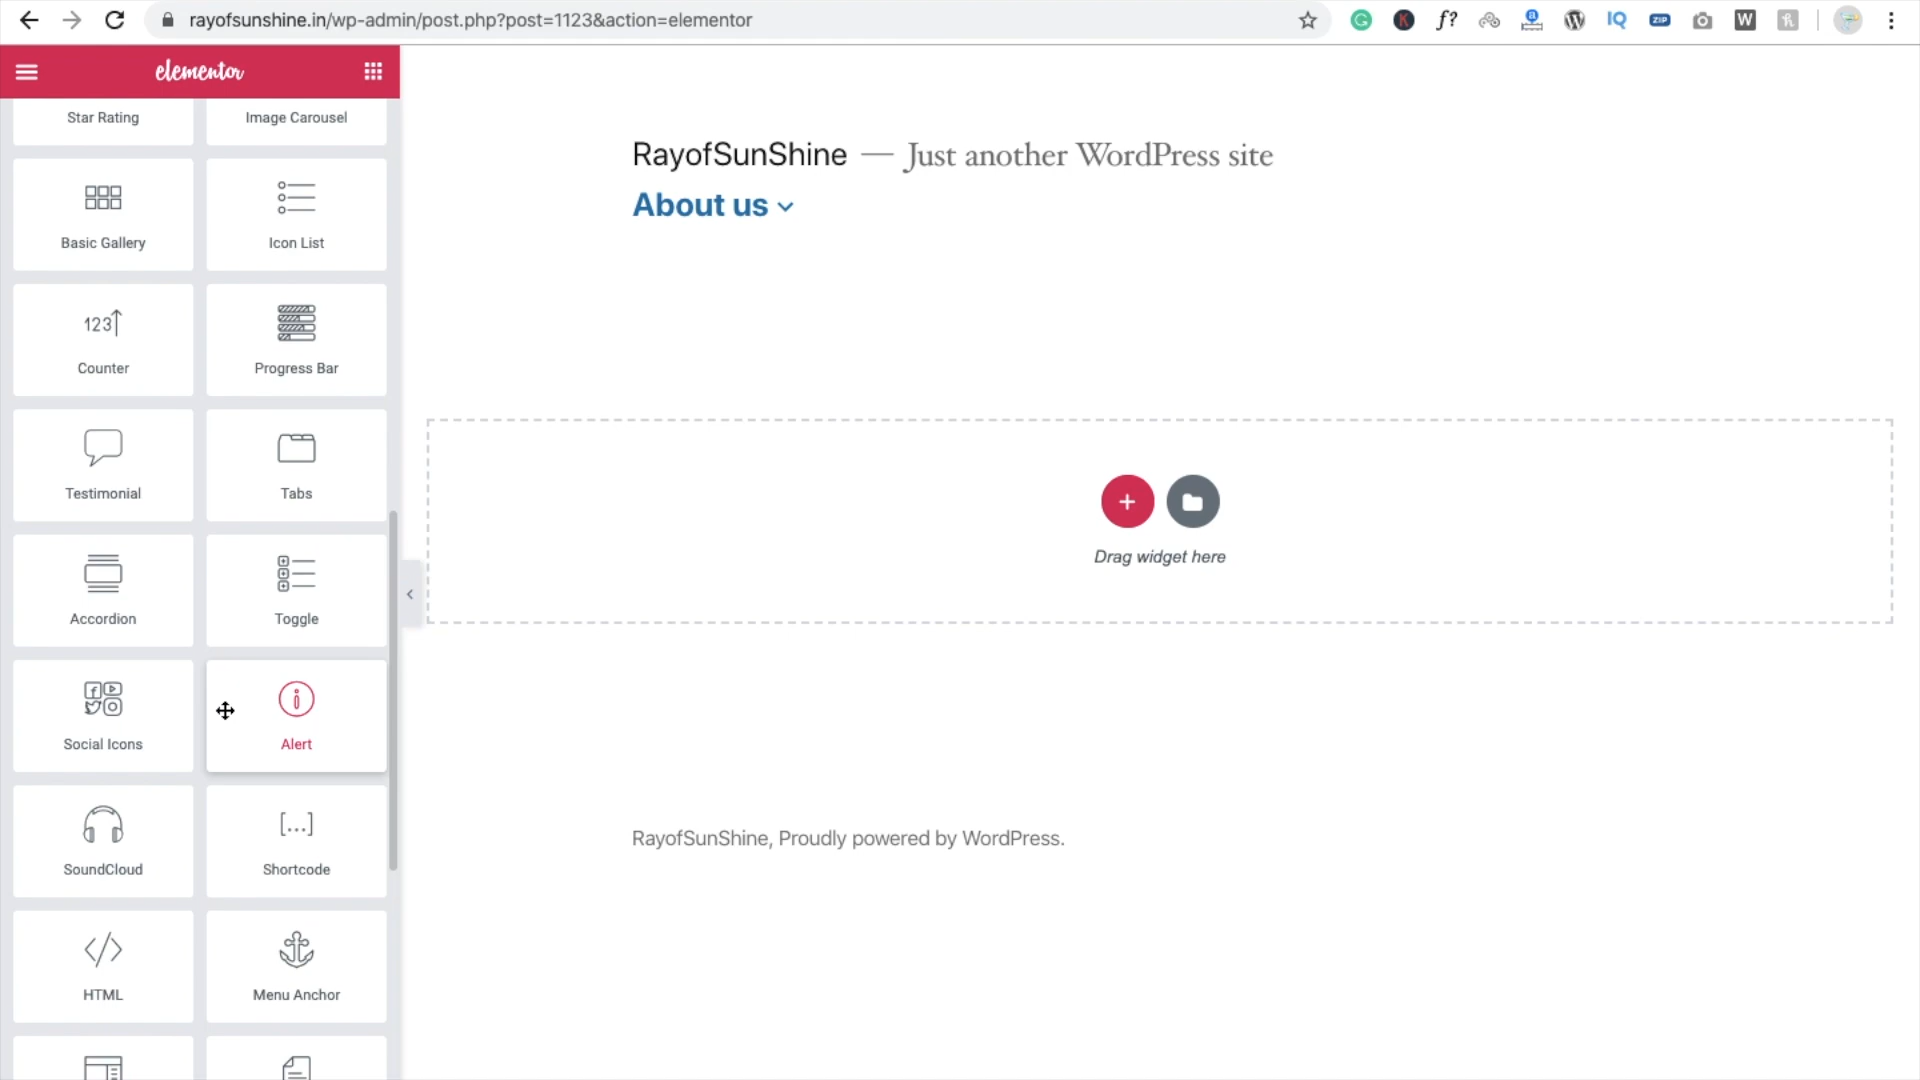 rayofsunshine.in/wp-admin/post.php?post=1123&action=elementor
G K f? a IQ ZIP W
elementor
Star Rating Image Carousel
Basic Gallery Icon List
123
Counter Progress Bar
Testimonial Tabs
Accordion Toggle
Social Icons Alert
[...]
SoundCloud Shortcode
</>
HTML Menu Anchor
RayofSunShine — Just another WordPress site
About us
+
Drag widget here
RayofSunShine, Proudly powered by WordPress.